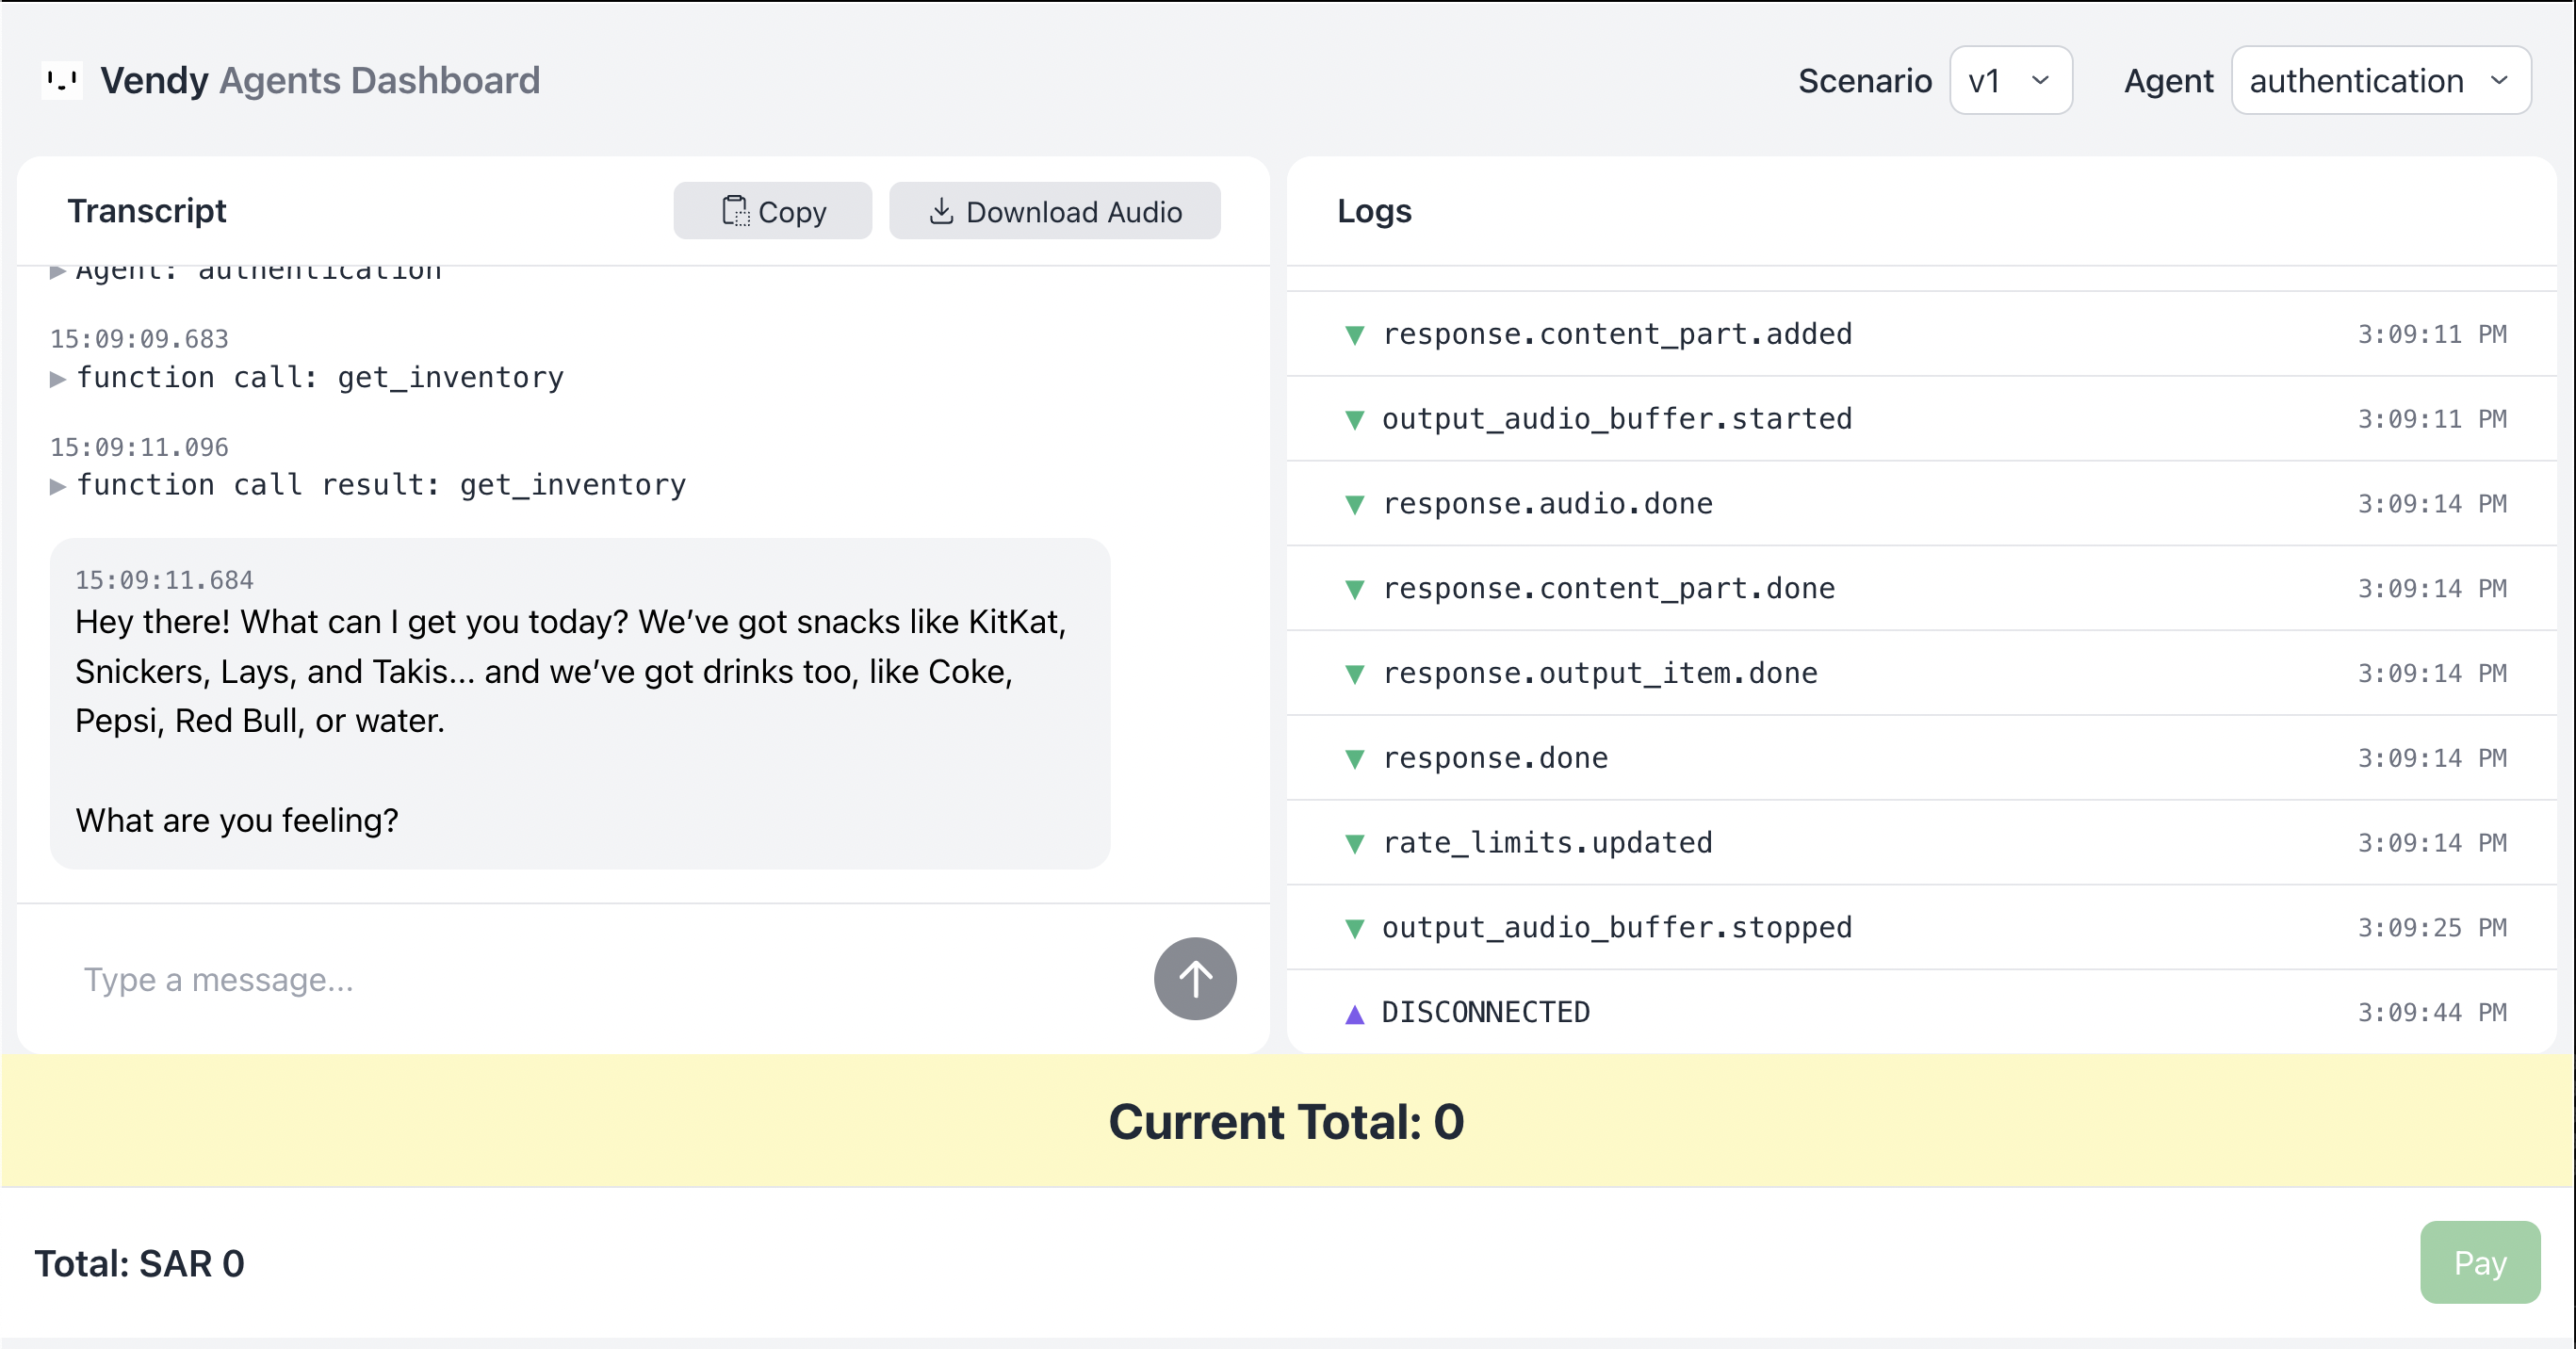 Vendy Agents Dashboard
Scenario v1 Agent authentication
Transcript
Copy
Download Audio
Agent: authentication
15:09:09.683
function call: get_inventory
15:09:11.096
function call result: get_inventory
15:09:11.684
Hey there! What can I get you today? We’ve got snacks like KitKat,
Snickers, Lays, and Takis... and we’ve got drinks too, like Coke,
Pepsi, Red Bull, or water.
What are you feeling?
Type a message...
Logs
response.content_part.added 3:09:11 PM
output_audio_buffer.started 3:09:11 PM
response.audio.done 3:09:14 PM
response.content_part.done 3:09:14 PM
response.output_item.done 3:09:14 PM
response.done 3:09:14 PM
rate_limits.updated 3:09:14 PM
output_audio_buffer.stopped 3:09:25 PM
DISCONNECTED 3:09:44 PM
Current Total: 0
Total: SAR 0
Pay